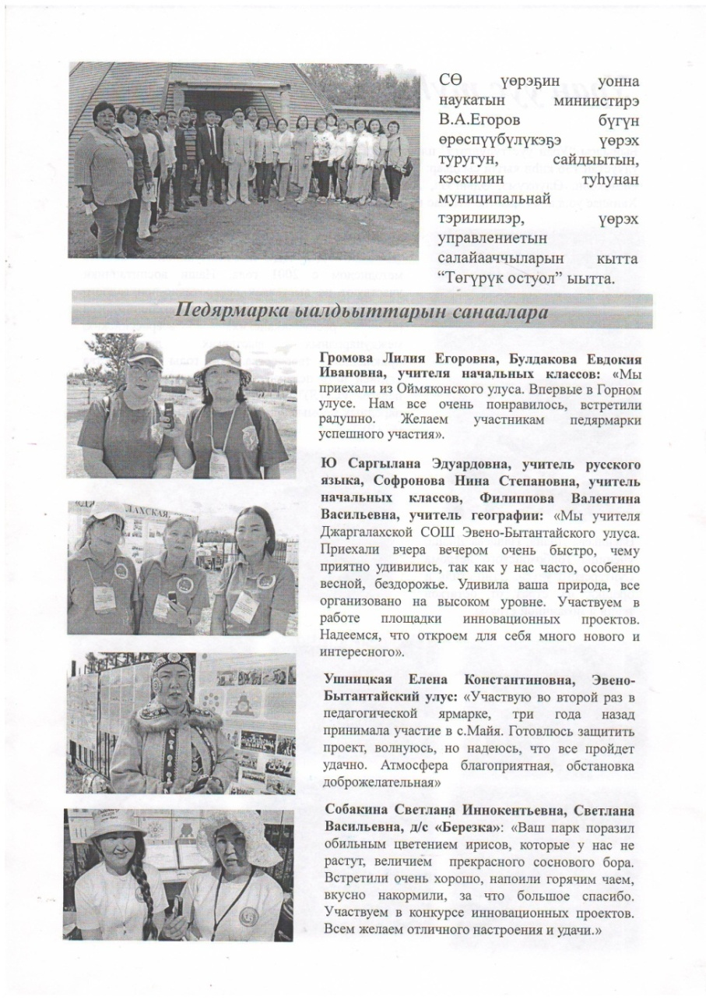 СӨ үөрэҕин уонна
наукатын миниистирэ
В.А.Егоров бүгүн
өрөспүүбүлүкэҕэ үөрэх
туругун, сайдыытын,
кэскилин туһунан
муниципальнай
тэрилиилэр, үөрэх
управлениетын
салайааччыларын кытта
“Төгүрүк остуол” ыытта.
Педярмарка ыалдьыттарын санаалара
Громова Лилия Егоровна, Булдакова Евдокия
Ивановна, учителя начальных классов: «Мы
приехали из Оймяконского улуса. Впервые в Горном
улусе. Нам все очень понравилось, встретили
радушно. Желаем участникам педярмарки
успешного участия».
Ю Саргылана Эдуардовна, учитель русского
языка, Софронова Нина Степановна, учитель
начальных классов, Филиппова Валентина
Васильевна, учитель географии: «Мы учителя
Джаргалахской СОШ Эвено-Бытантайского улуса.
Приехали вчера вечером очень быстро, чему
приятно удивились, так как у нас часто, особенно
весной, бездорожье. Удивила ваша природа, все
организовано на высоком уровне. Участвуем в
работе площадки инновационных проектов.
Надеемся, что откроем для себя много нового и
интересного».
ЛАХСКАЯ
Ушницкая Елена Константиновна, Эвено-
Бытантайский улус: «Участвую во второй раз в
педагогической ярмарке, три года назад
принимала участие в с.Майя. Готовлюсь защитить
проект, волнуюсь, но надеюсь, что все пройдет
удачно. Атмосфера благоприятная, обстановка
доброжелательная»
Собакина Светлана Иннокентьевна, Светлана
Васильевна, д/с «Березка»: «Ваш парк поразил
обильным цветением ирисов, которые у нас не
растут, величием прекрасного соснового бора.
Встретили очень хорошо, напоили горячим чаем,
вкусно накормили, за что большое спасибо.
Участвуем в конкурсе инновационных проектов.
Всем желаем отличного настроения и удачи.»